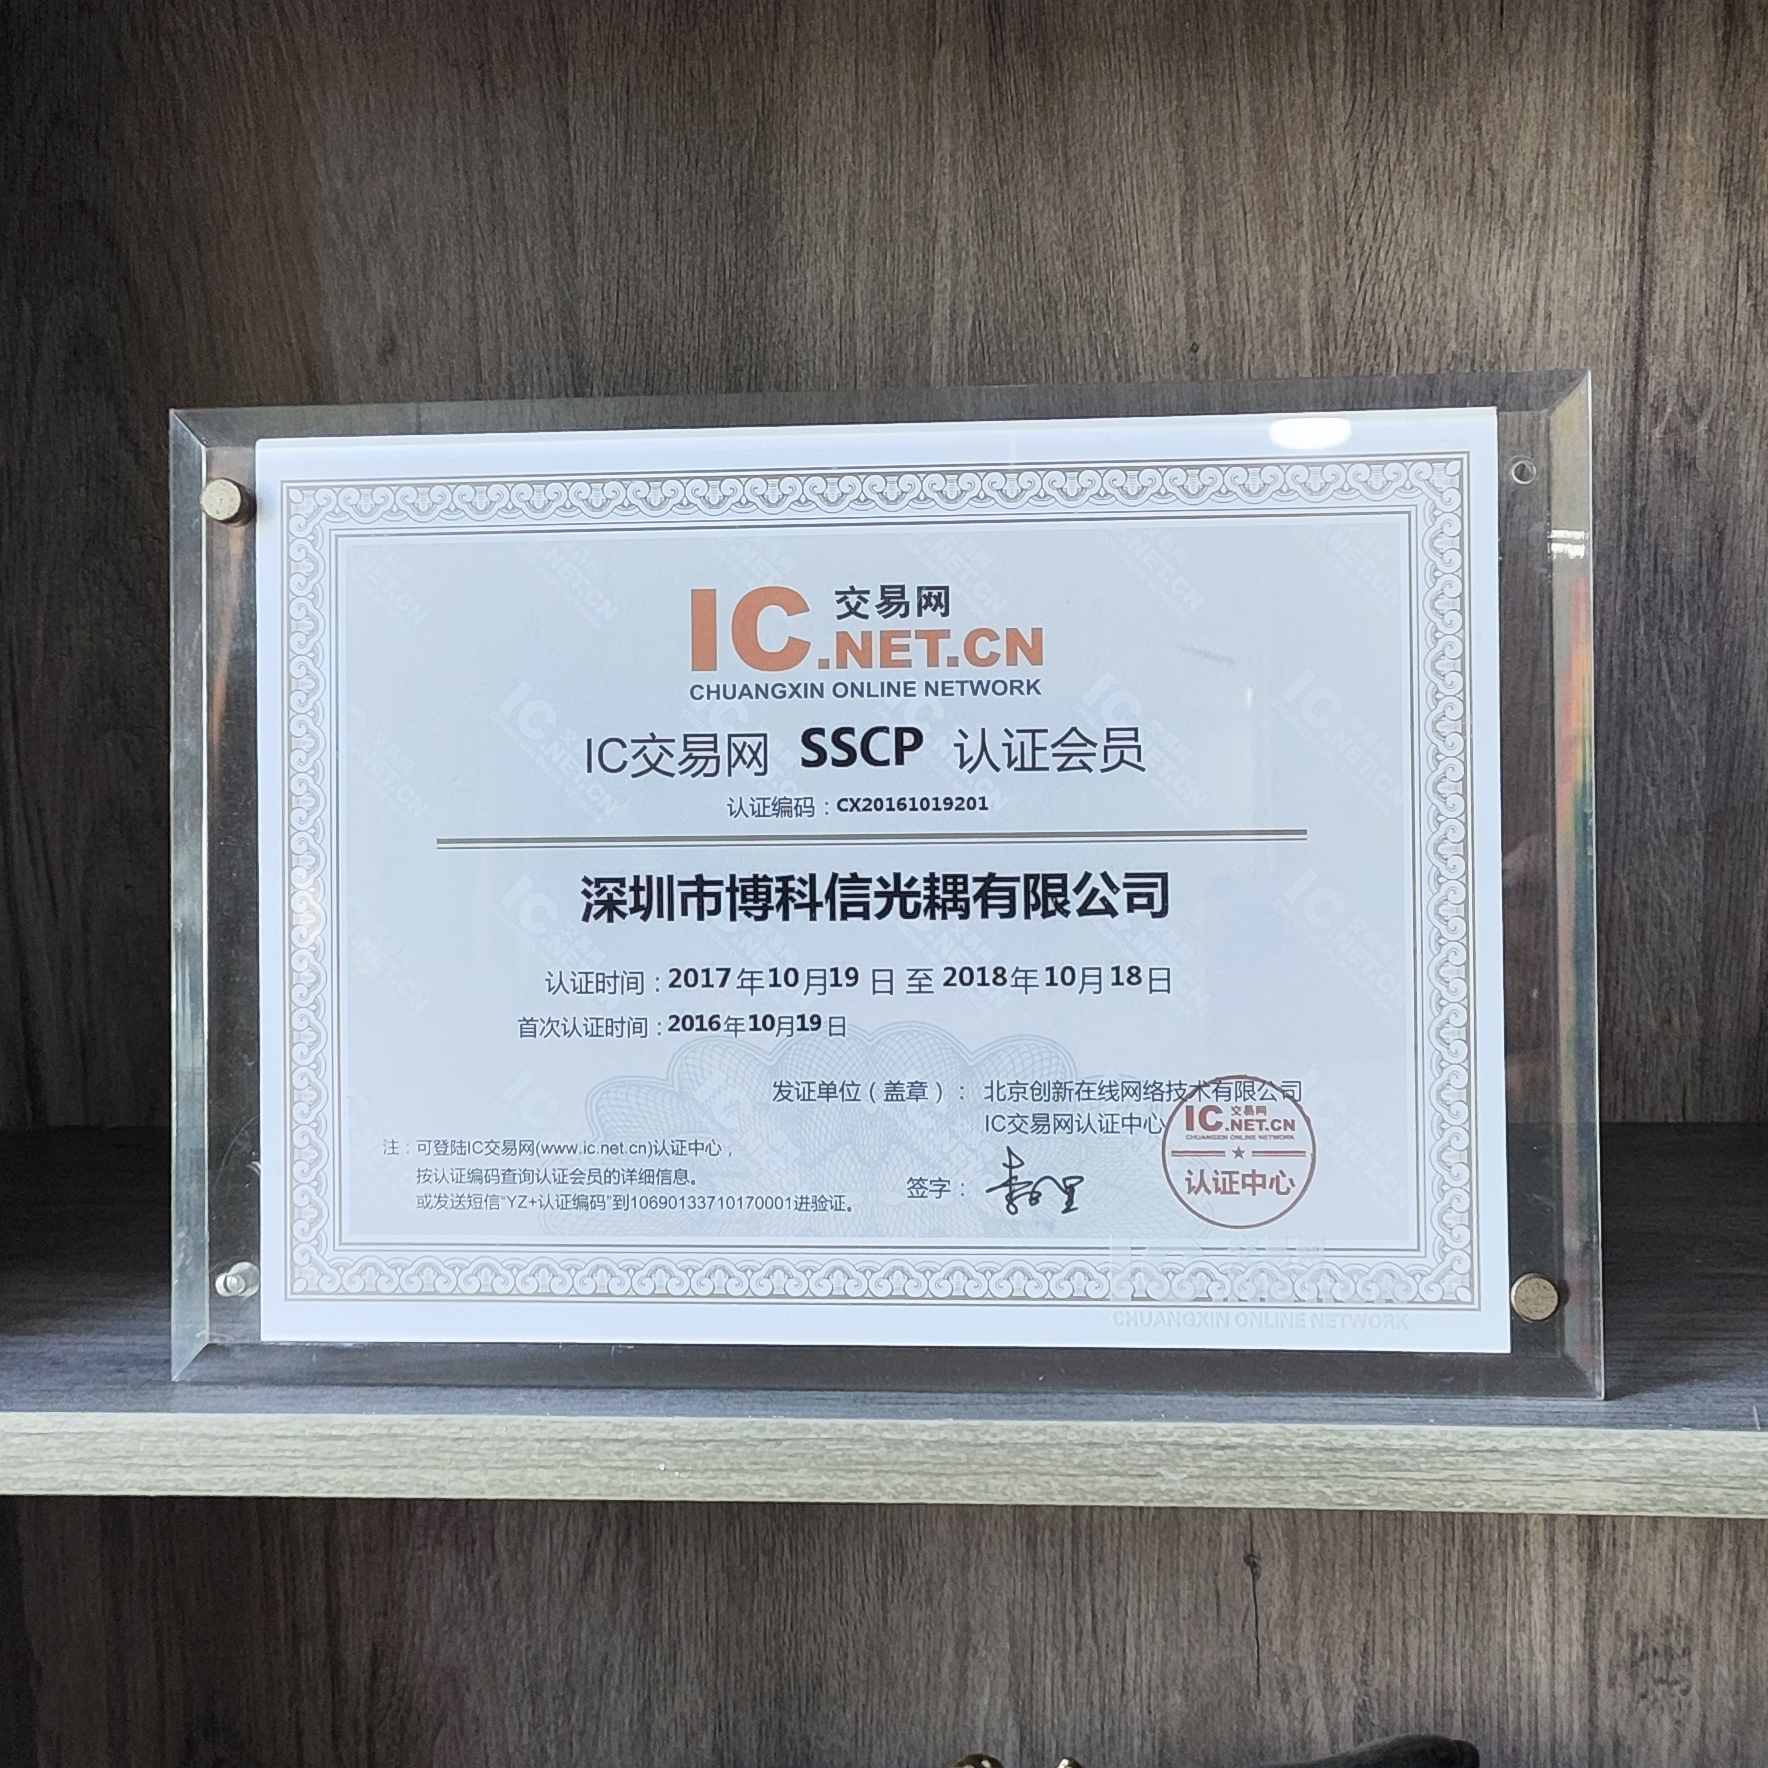 IC 交易网
.NET.CN
CHUANGXIN ONLINE NETWORK
IC交易网 SSCP 认证会员
认证编码：CX20161019201
深圳市博科信光耦有限公司
认证时间：2017年10月19日 至 2018年10月18日
首次认证时间：2016年10月19日
发证单位（盖章）： 北京创新在线网络技术有限公司
IC交易网认证中心
注：可登陆IC交易网(www.ic.net.cn)认证中心，
按认证编码查询认证会员的详细信息。
或发送短信“YZ+认证编码”到10690133710170001进验证。
签字：
IC 交易网
.NET.CN
CHUANGXIN ONLINE NETWORK
认证中心
CHUANGXIN ONLINE NETWORK